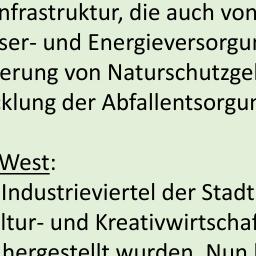 nfrastruktur, die auch von
ser- und Energieversorgun
erung von Naturschutzgel
klung der Abfallentsorgun
West:
Industrieviertel der Stadt
ltur- und Kreativwirtschaf
hergestellt wurden. Nun